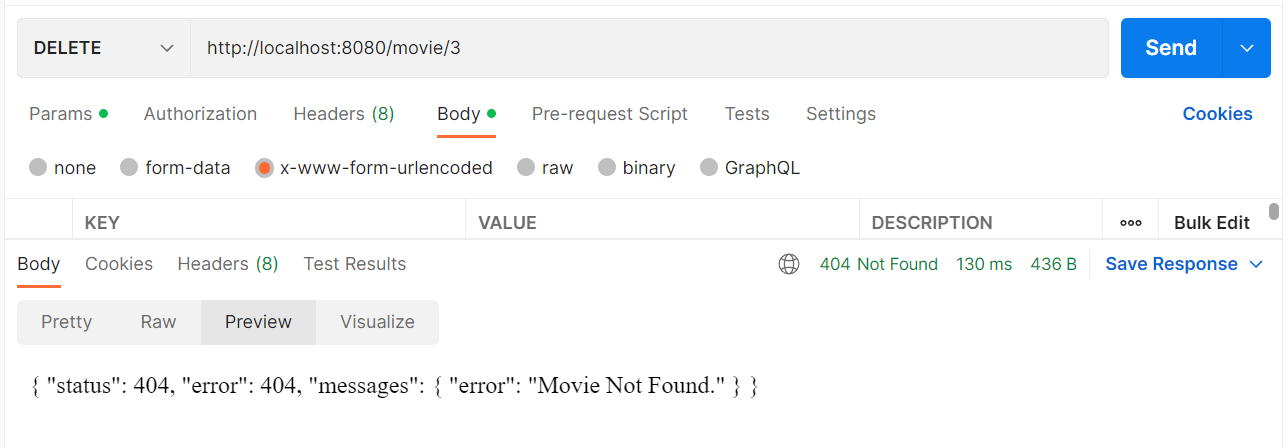 DELETE http://localhost:8080/movie/3 Send
Params Authorization Headers (8) Body Pre-request Script Tests Settings Cookies
none form-data x-www-form-urlencoded raw binary GraphQL
KEY VALUE DESCRIPTION ooo Bulk Edit
Body Cookies Headers (8) Test Results 404 Not Found 130 ms 436 B Save Response
Pretty Raw Preview Visualize
{ "status": 404, "error": 404, "messages": { "error": "Movie Not Found." } }